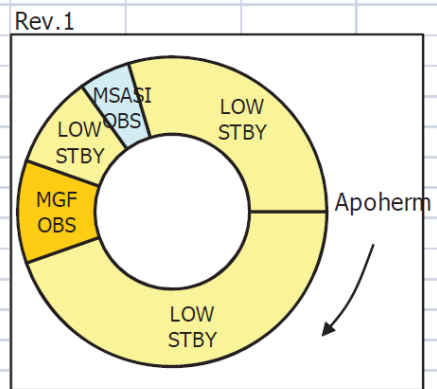 Rev.1
MSASI
OBS
LOW
STBY
LOW
STBY
MGF
OBS
Apoherm
LOW
STBY